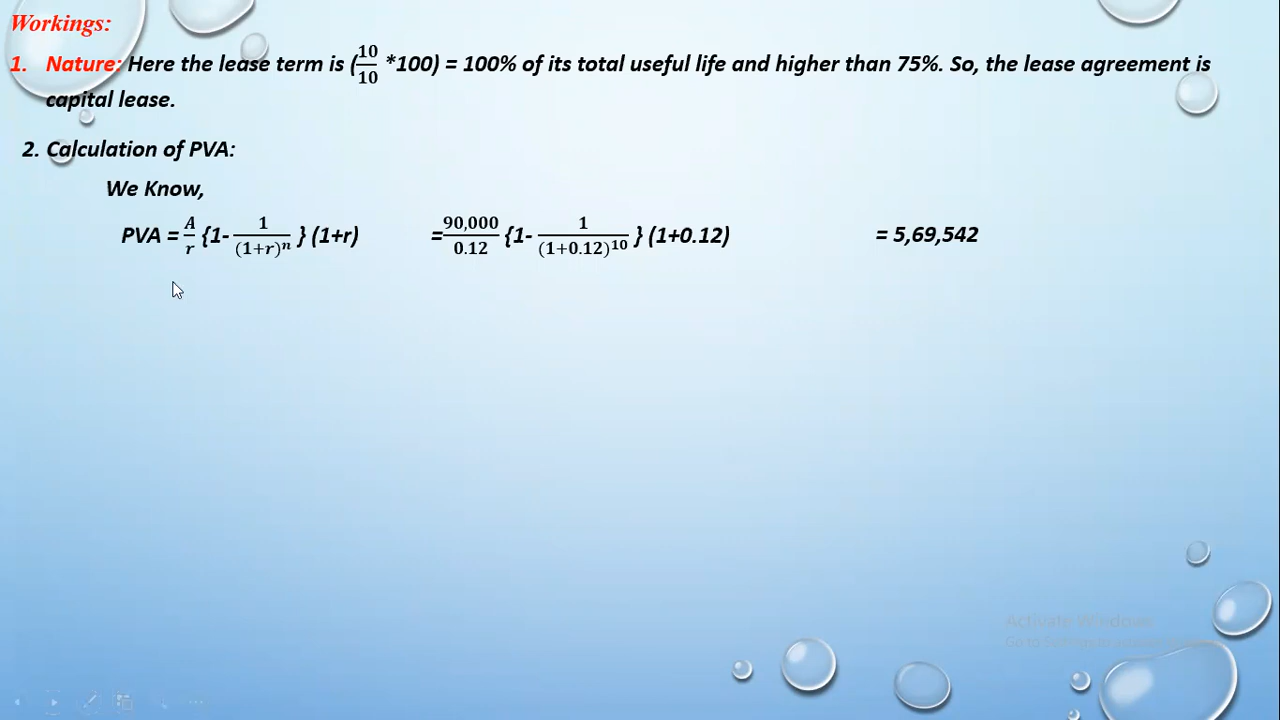 Workings:
1. Nature: Here the lease term is (10/10 *100) = 100% of its total useful life and higher than 75%. So, the lease agreement is
capital lease.
2. Calculation of PVA:
We Know,
PVA = A/r {1- 1/(1+r)^n } (1+r) = 90,000/0.12 {1- 1/(1+0.12)^10 } (1+0.12) = 5,69,542
Activate Windows